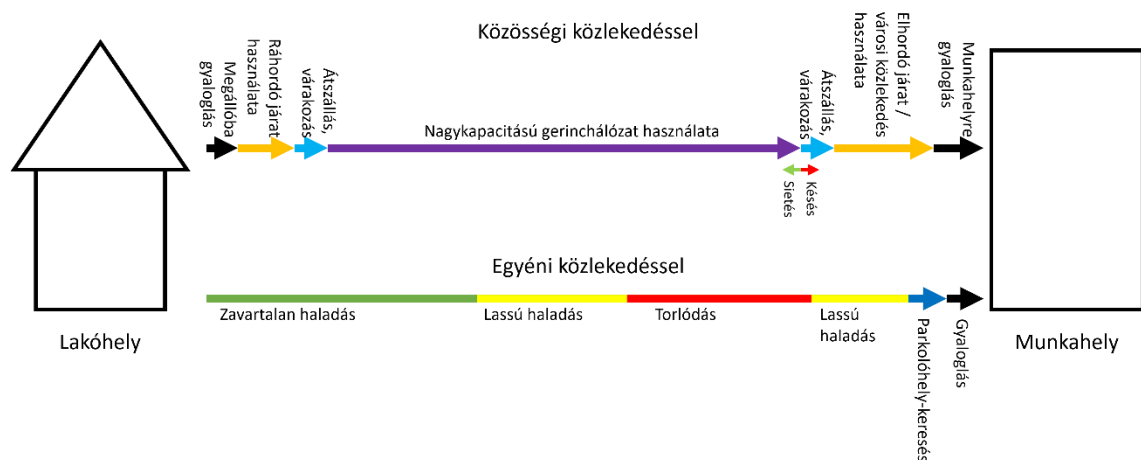 Közösségi közlekedéssel
Megállóba
gyaloglás
Ráhordó járat
használata
Átszállás,
várakozás
Nagykapacitású gerinchálózat használata
Átszállás,
várakozás
Elhordó járat /
városi közlekedés
használata
Munkahelyre
gyaloglás
Sietés
Késés
Egyéni közlekedéssel
Zavartalan haladás
Lassú haladás
Torlódás
Lassú
haladás
Parkolóhely-keresés
Gyaloglás
Lakóhely
Munkahely